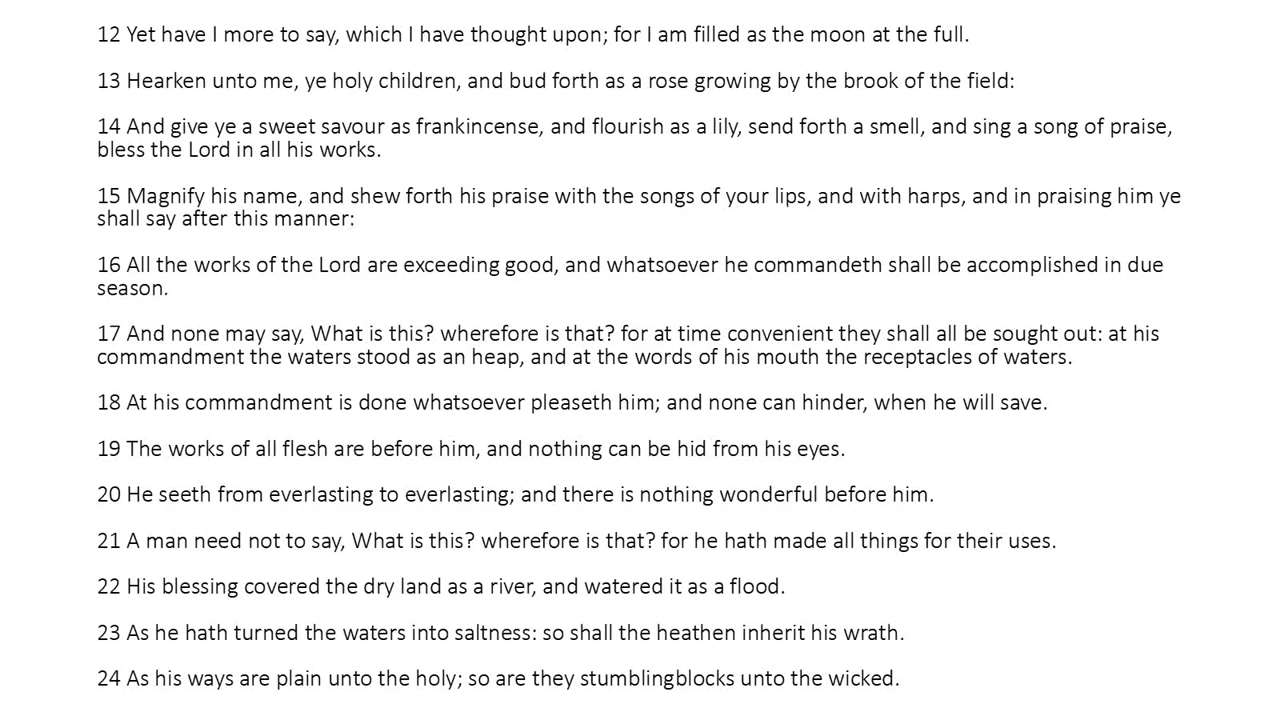 12 Yet have I more to say, which I have thought upon; for I am filled as the moon at the full.
13 Hearken unto me, ye holy children, and bud forth as a rose growing by the brook of the field:
14 And give ye a sweet savour as frankincense, and flourish as a lily, send forth a smell, and sing a song of praise,
bless the Lord in all his works.
15 Magnify his name, and shew forth his praise with the songs of your lips, and with harps, and in praising him ye
shall say after this manner:
16 All the works of the Lord are exceeding good, and whatsoever he commandeth shall be accomplished in due
season.
17 And none may say, What is this? wherefore is that? for at time convenient they shall all be sought out: at his
commandment the waters stood as an heap, and at the words of his mouth the receptacles of waters.
18 At his commandment is done whatsoever pleaseth him; and none can hinder, when he will save.
19 The works of all flesh are before him, and nothing can be hid from his eyes.
20 He seeth from everlasting to everlasting; and there is nothing wonderful before him.
21 A man need not to say, What is this? wherefore is that? for he hath made all things for their uses.
22 His blessing covered the dry land as a river, and watered it as a flood.
23 As he hath turned the waters into saltness: so shall the heathen inherit his wrath.
24 As his ways are plain unto the holy; so are they stumblingblocks unto the wicked.